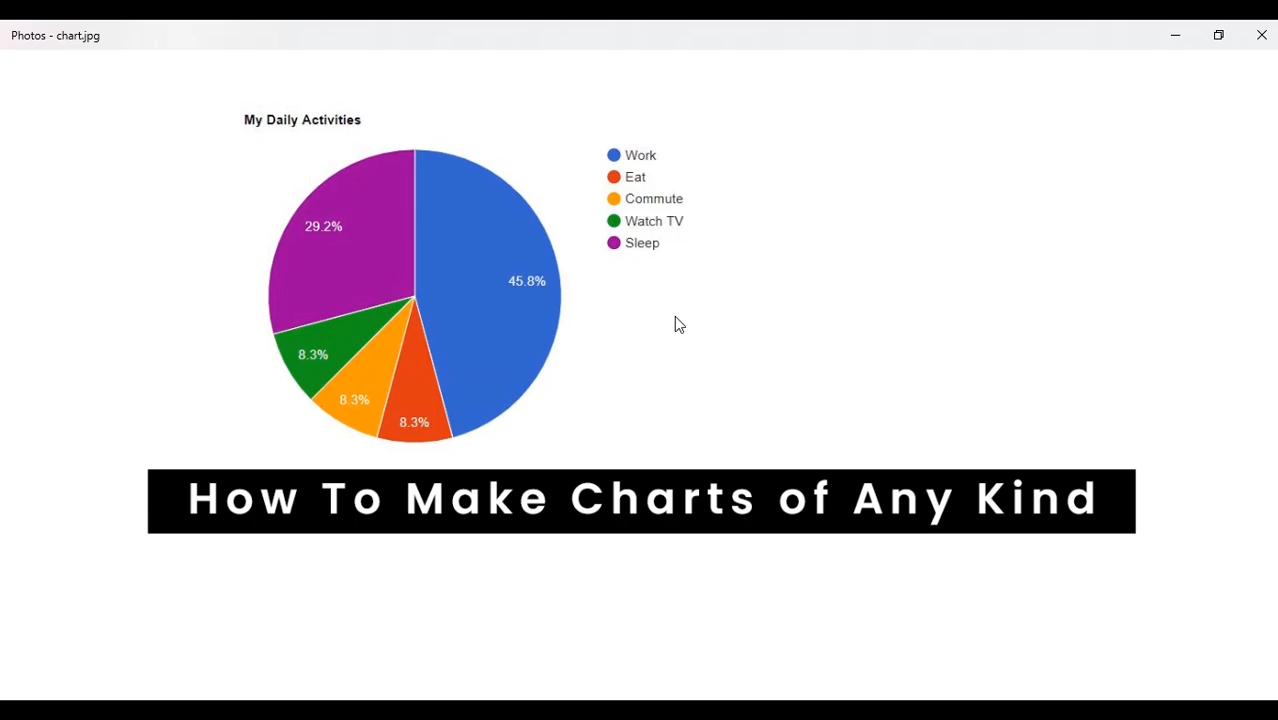 Photos - chart.jpg
My Daily Activities
29.2%
45.8%
8.3%
8.3%
8.3%
Work
Eat
Commute
Watch TV
Sleep
How To Make Charts of Any Kind